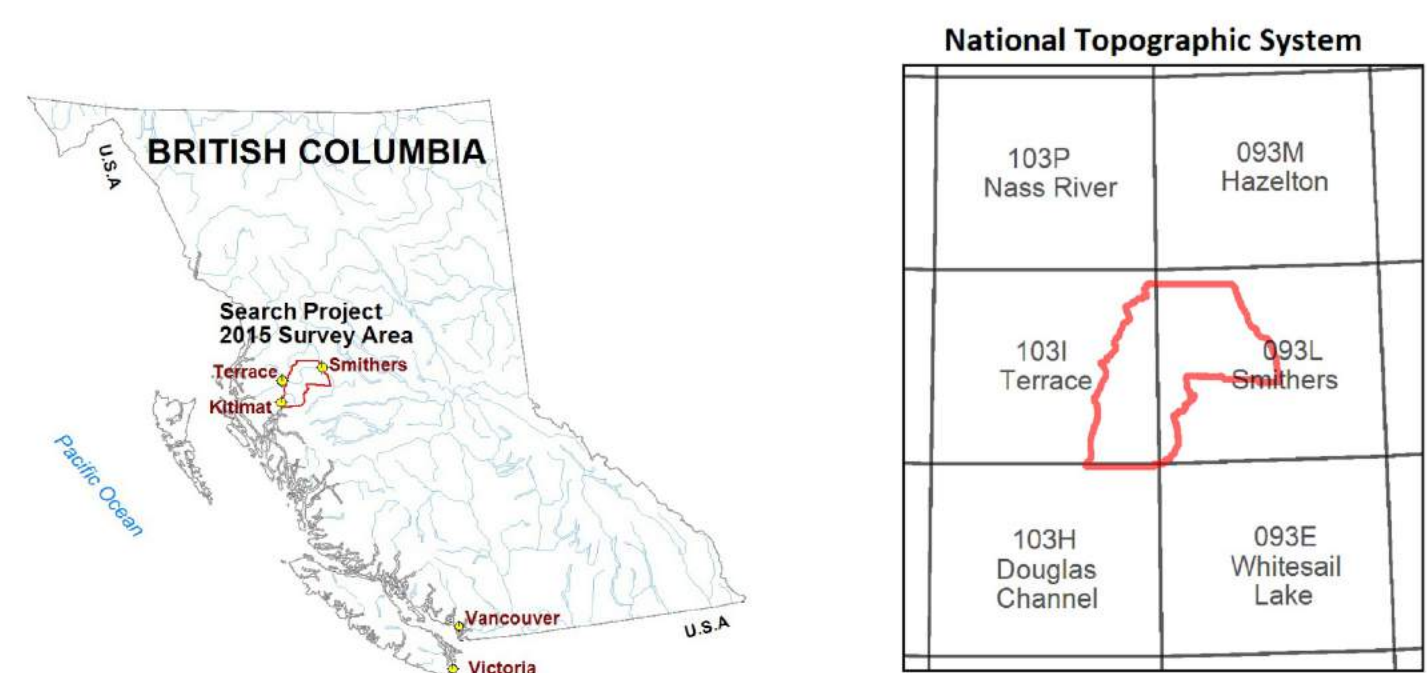 BRITISH COLUMBIA
U.S.A
Search Project
2015 Survey Area
Terrace
Smithers
Kitimat
Pacific Ocean
Vancouver
U.S.A
Victoria
National Topographic System
103P
Nass River
093M
Hazelton
103I
Terrace
093L
Smithers
103H
Douglas
Channel
093E
Whitesail
Lake